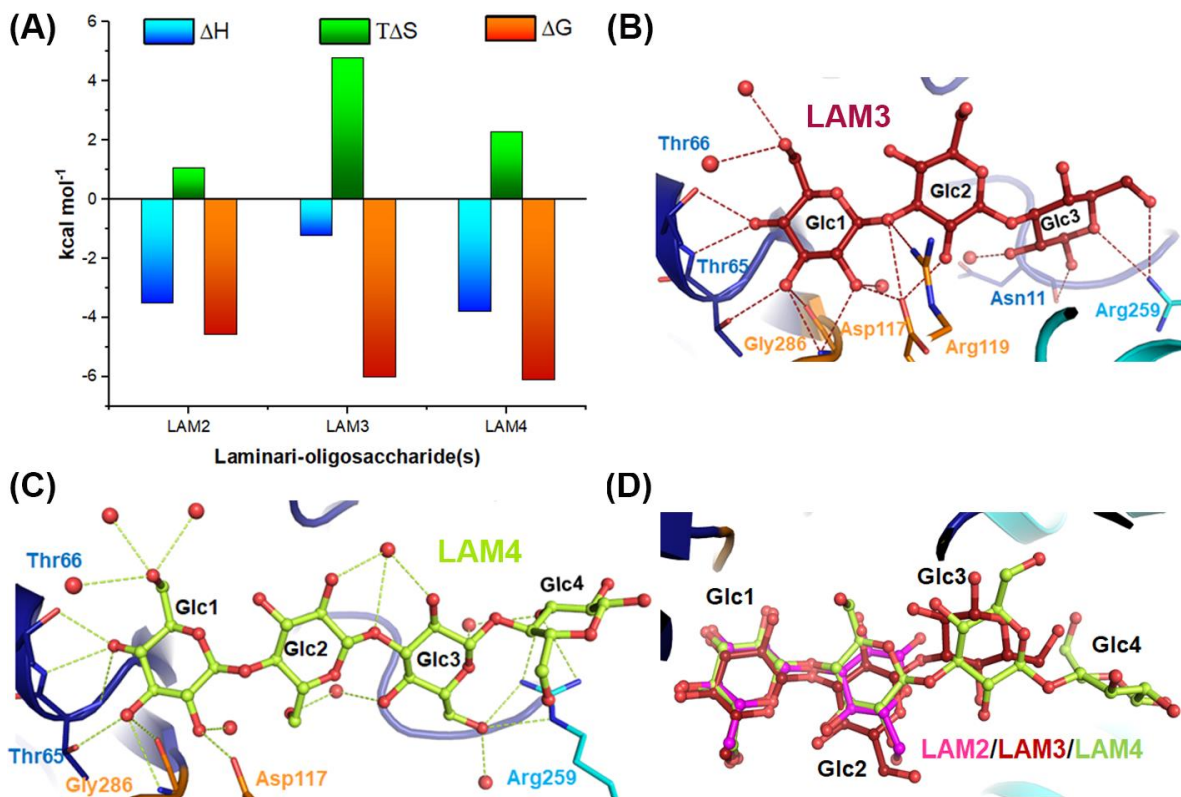 (A)
ΔH TΔS ΔG
6
4
2
0
-2
-4
-6
kcal mol-1
LAM2 LAM3 LAM4
Laminari-oligosaccharide(s)
(B)
LAM3
Thr66
Glc2
Glc1
Glc3
Thr65
Asn11
Arg259
Asp117
Gly286
Arg119
(C)
LAM4
Thr66
Glc1
Glc4
Glc2
Glc3
Thr65
Gly286
Asp117
Arg259
(D)
Glc3
Glc1
Glc4
LAM2/LAM3/LAM4
Glc2